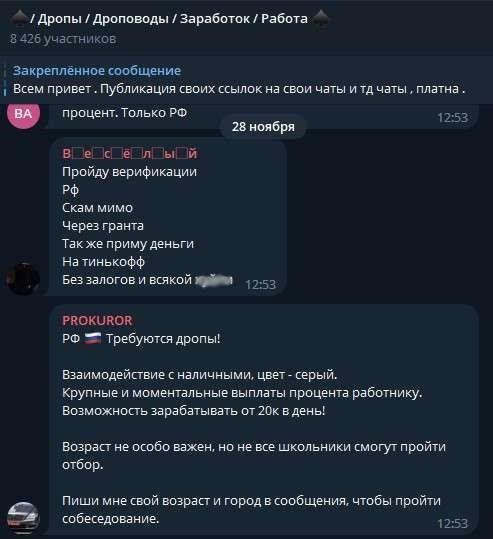 / Дропы / Дроповоды / Заработок / Работа
8 426 участников
Закреплённое сообщение
Всем привет . Публикация своих ссылок на свои чаты и тд чаты , платна .
ВА
процент. Только РФ
12:53
28 ноября
В□е□с□ё□л□ы□й
Пройду верификации
Рф
Скам мимо
Через гранта
Так же приму деньги
На тинькофф
Без залогов и всякой
12:53
PROKUROR
РФ 🇷🇺 Требуются дропы!
Взаимодействие с наличными, цвет - серый.
Крупные и моментальные выплаты процента работнику.
Возможность зарабатывать от 20к в день!
Возраст не особо важен, но не все школьники смогут пройти
отбор.
Пиши мне свой возраст и город в сообщения, чтобы пройти
собеседование.
12:53